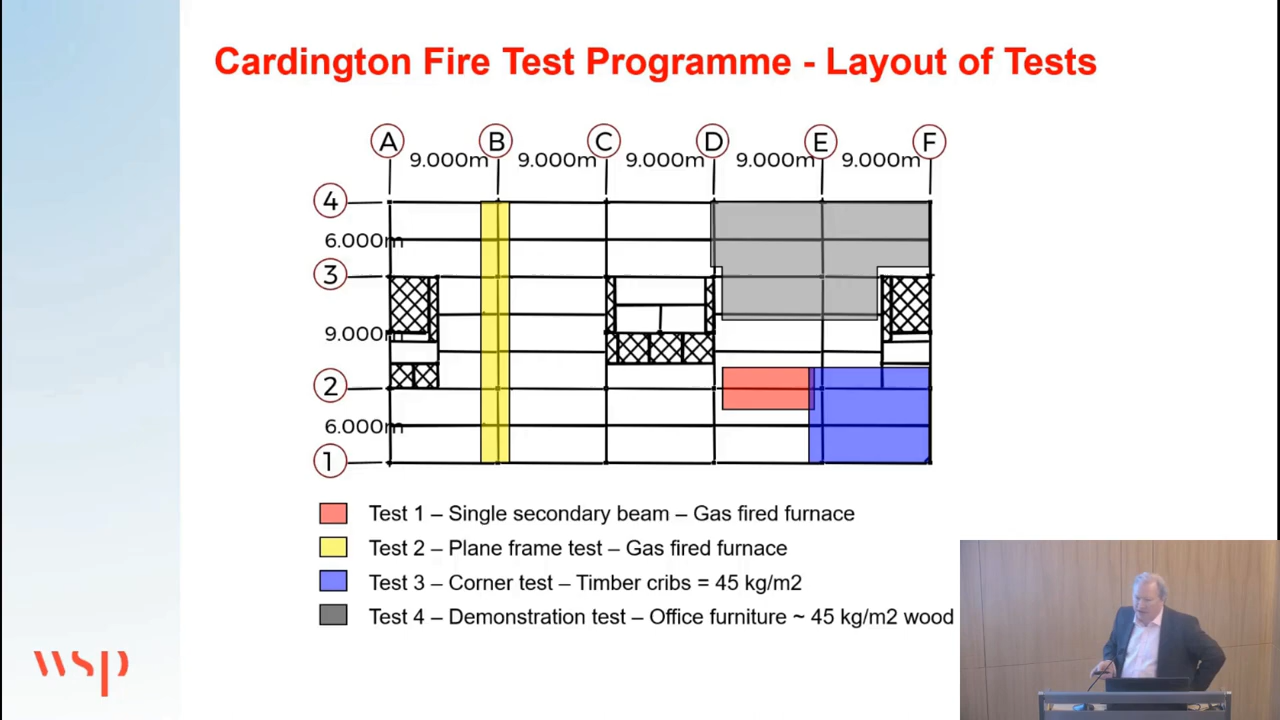 Cardington Fire Test Programme - Layout of Tests
A B C D E F
9.000m 9.000m 9.000m 9.000m 9.000m
4
6.000m
3
9.000m
2
6.000m
1
Test 1 – Single secondary beam – Gas fired furnace
Test 2 – Plane frame test – Gas fired furnace
Test 3 – Corner test – Timber cribs = 45 kg/m2
Test 4 – Demonstration test – Office furniture ~ 45 kg/m2 wood
wsp